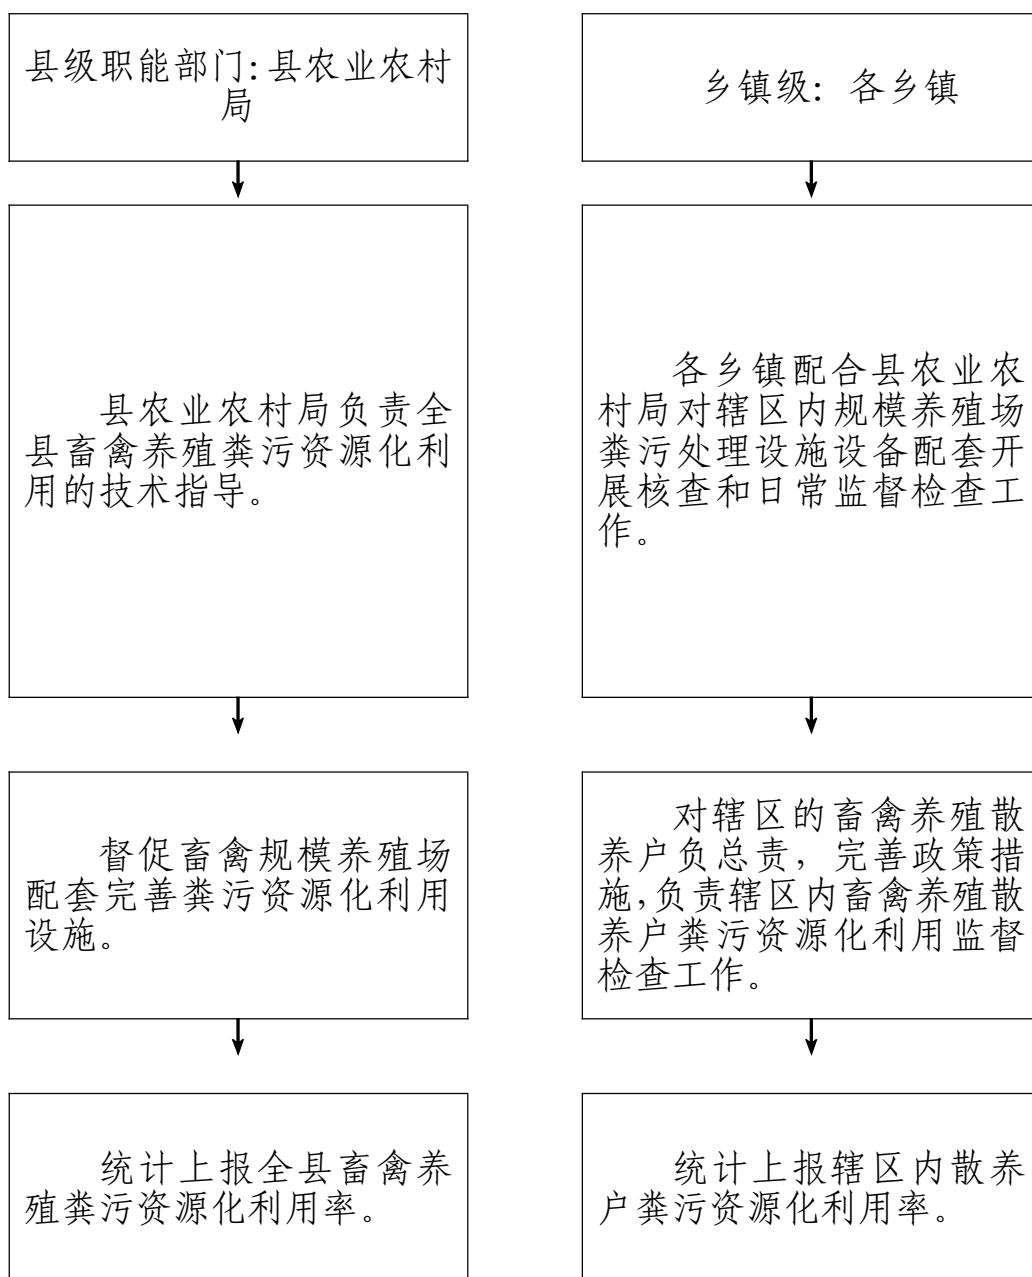 县级职能部门:县农业农村
局
乡镇级：各乡镇
县农业农村局负责全
县畜禽养殖粪污资源化利
用的技术指导。
各乡镇配合县农业农
村局对辖区内规模养殖场
粪污处理设施设备配套开
展核查和日常监督检查工
作。
督促畜禽规模养殖场
配套完善粪污资源化利用
设施。
对辖区的畜禽养殖散
养户负总责，完善政策措
施,负责辖区内畜禽养殖散
养户粪污资源化利用监督
检查工作。
统计上报全县畜禽养
殖粪污资源化利用率。
统计上报辖区内散养
户粪污资源化利用率。